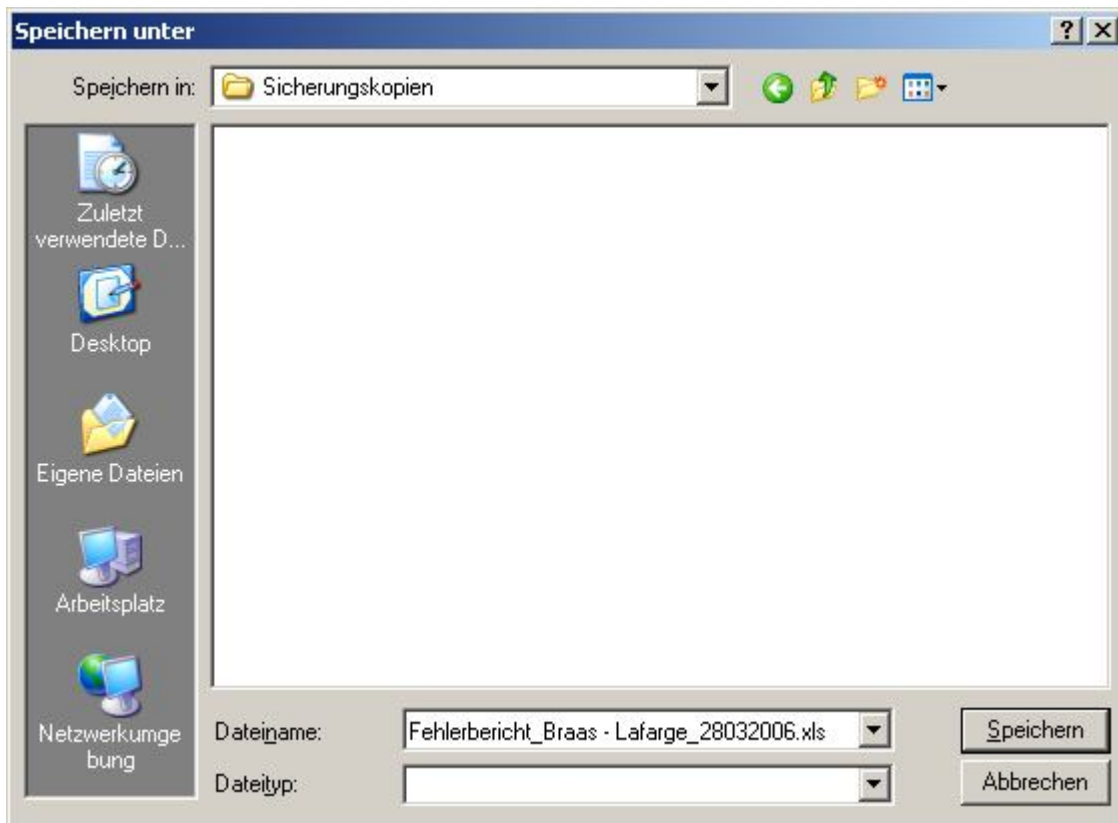 Speichern unter
Speichern in:
Sicherungskopien
Zuletzt
verwendete D...
Desktop
Eigene Dateien
Arbeitsplatz
Netzwerkumge
bung
Dateiname:
Fehlerbericht_Braas - Lafarge_28032006.xls
Speichern
Dateityp:
Abbrechen